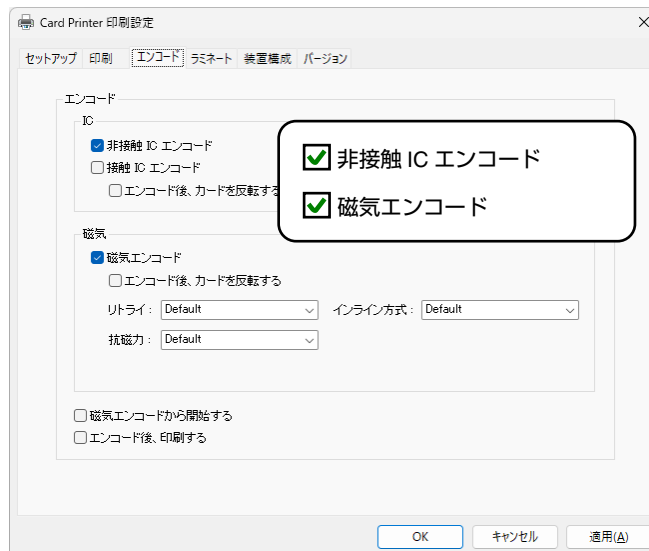 Card Printer 印刷設定
セットアップ 印刷 エンコード ラミネート 装置構成 バージョン
エンコード
IC
非接触 IC エンコード
接触 IC エンコード
エンコード後、カードを反転する
非接触 IC エンコード
磁気エンコード
磁気
磁気エンコード
エンコード後、カードを反転する
リトライ： Default インライン方式： Default
抗磁力： Default
磁気エンコードから開始する
エンコード後、印刷する
OK キャンセル 適用(A)